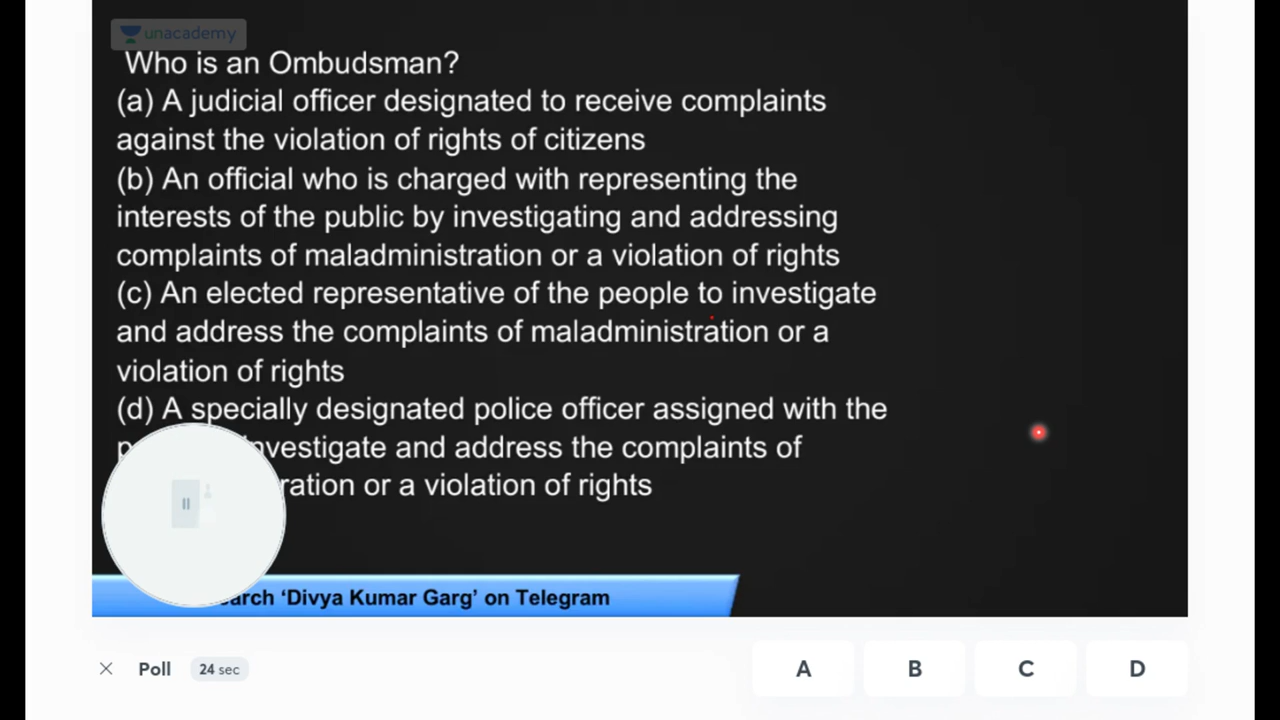 unacademy
Who is an Ombudsman?
(a) A judicial officer designated to receive complaints
against the violation of rights of citizens
(b) An official who is charged with representing the
interests of the public by investigating and addressing
complaints of maladministration or a violation of rights
(c) An elected representative of the people to investigate
and address the complaints of maladministration or a
violation of rights
(d) A specially designated police officer assigned with the
investigate and address the complaints of
or a violation of rights
'Divya Kumar Garg' on Telegram
Poll 24 sec A B C D